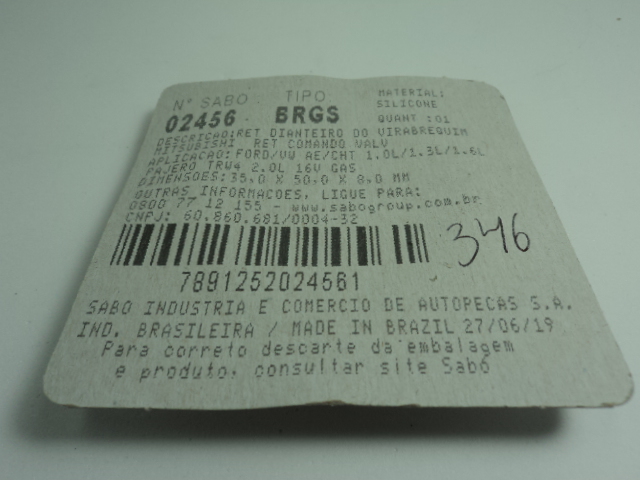 N° SABO: TIPO MATERIAL:
02456 BRGS SILICONE
QUANT :01
DESCRICAO:RET DIANTEIRO DO VIRABREQUIM
MITSUBISHI RET COMANDO VALV
APLICACAO:FORD/VW AE/CHT 1.0L/1.3L/1.6L
PAJERO TRV4 2.0L 16V GAS
DIMENSOES:35,0 X 50,0 X 8,0 MM
OUTRAS INFORMACOES, LIGUE PARA:
0800 77 12 155 - www.sabogroup.com.br
CNPJ: 60.860.681/0004-32
346
7891252024561
SABO INDUSTRIA E COMERCIO DE AUTOPECAS S.A.
IND. BRASILEIRA / MADE IN BRAZIL 27/06/19
Para correto descarte da embalagem
e produto, consultar site Sabó